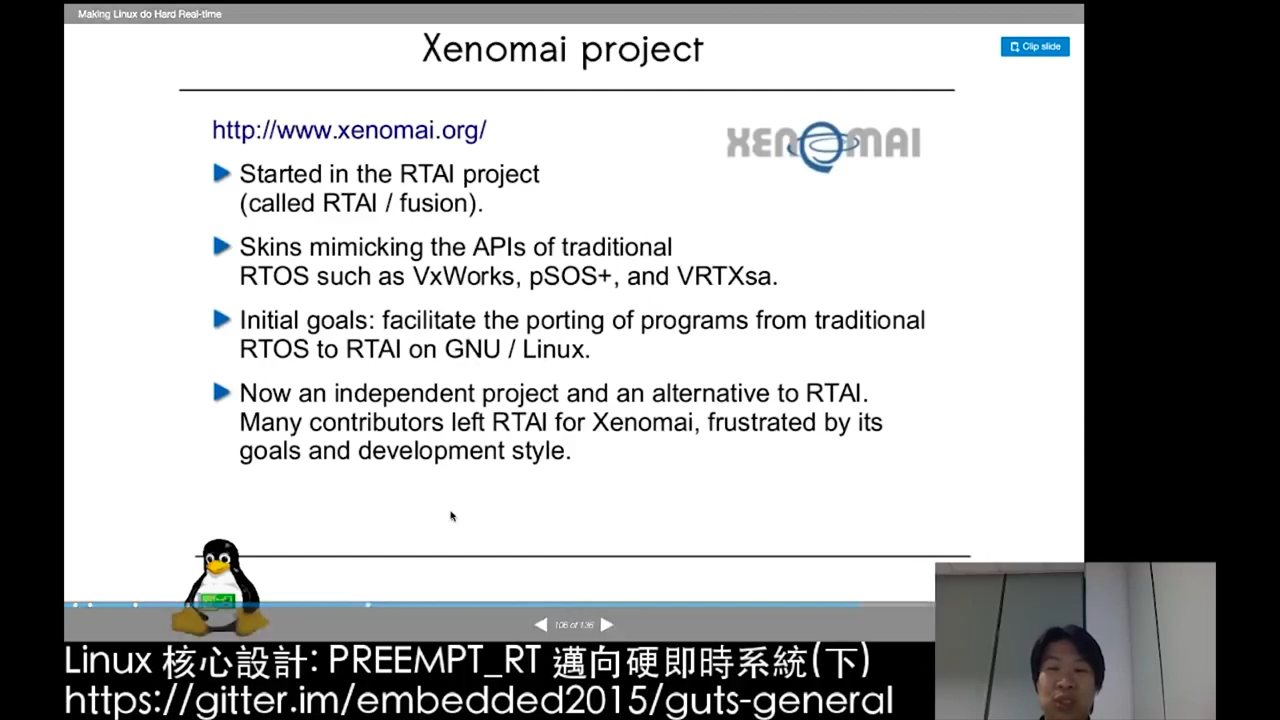 Making Linux do Hard Real-time
Xenomai project
Clip slide
http://www.xenomai.org/
XENOMAI
Started in the RTAI project
(called RTAI / fusion).
Skins mimicking the APIs of traditional
RTOS such as VxWorks, pSOS+, and VRTXsa.
Initial goals: facilitate the porting of programs from traditional
RTOS to RTAI on GNU / Linux.
Now an independent project and an alternative to RTAI.
Many contributors left RTAI for Xenomai, frustrated by its
goals and development style.
106 of 136
Linux 核心設計: PREEMPT_RT 邁向硬即時系統(下)
https://gitter.im/embedded2015/guts-general